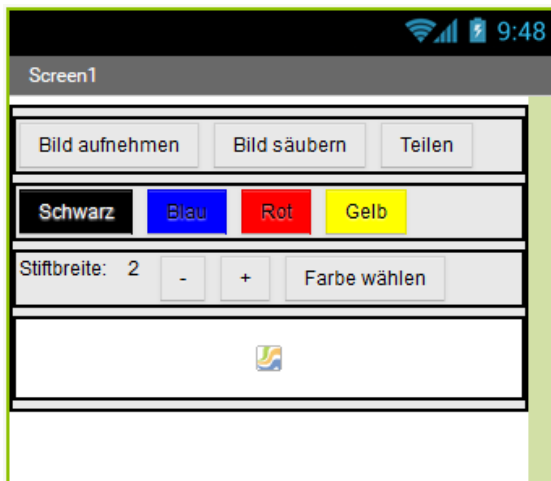 9:48
Screen1
Bild aufnehmen Bild säubern Teilen
Schwarz Blau Rot Gelb
Stiftbreite: 2 - + Farbe wählen